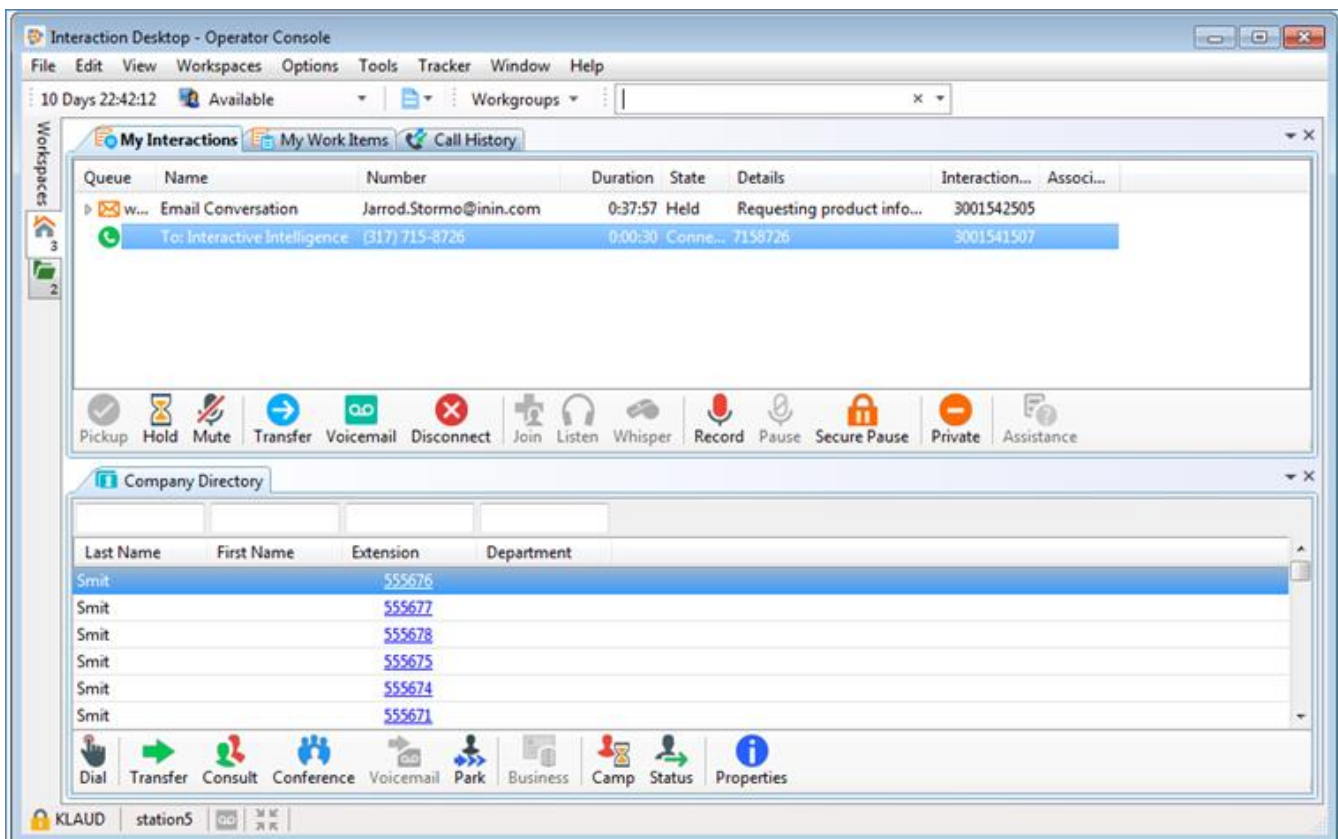 Interaction Desktop - Operator Console
File Edit View Workspaces Options Tools Tracker Window Help
10 Days 22:42:12 Available Workgroups
Workspaces
3
2
My Interactions My Work Items Call History
Queue Name Number Duration State Details Interaction... Associ...
w... Email Conversation Jarrod.Stormo@inin.com 0:37:57 Held Requesting product info... 3001542505
To: Interactive Intelligence (317) 715-8726 0:00:30 Conne... 7158726 3001541507
Pickup Hold Mute Transfer Voicemail Disconnect Join Listen Whisper Record Pause Secure Pause Private Assistance
Company Directory
Last Name First Name Extension Department
Smit 555676
Smit 555677
Smit 555678
Smit 555675
Smit 555674
Smit 555671
Dial Transfer Consult Conference Voicemail Park Business Camp Status Properties
KLAUD station5